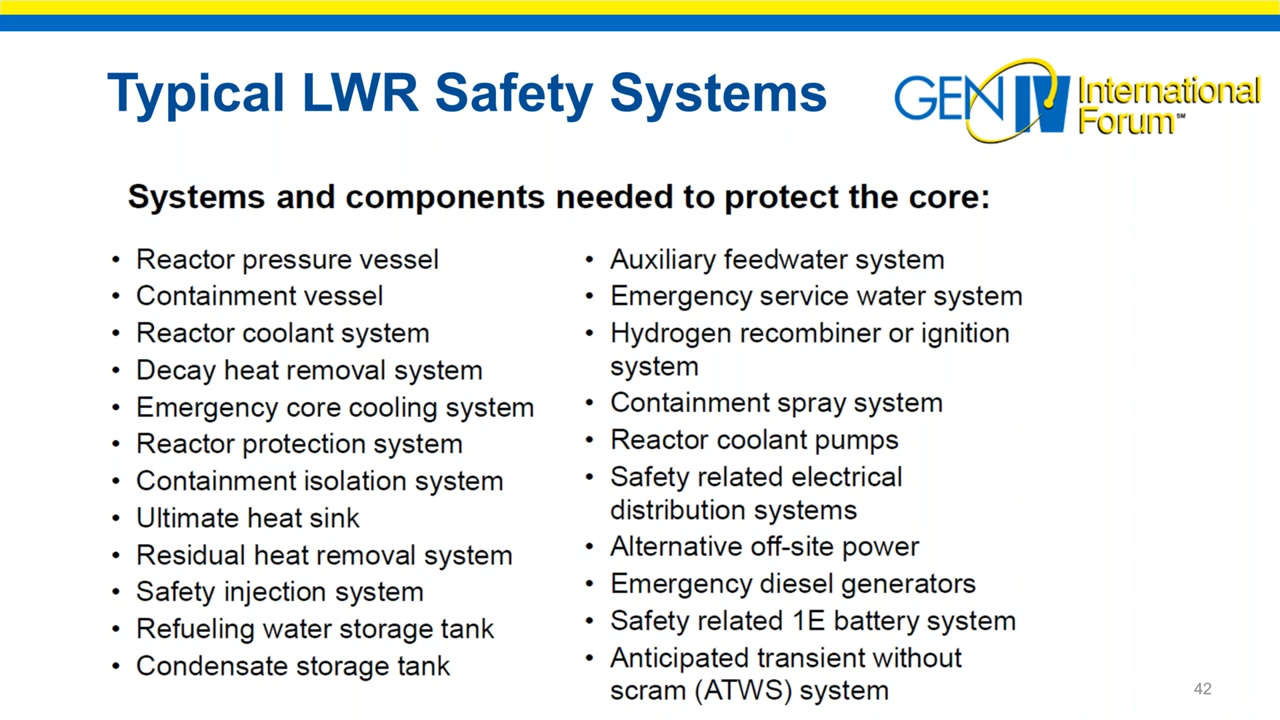 Typical LWR Safety Systems
GEN IV International
Forum SM
Systems and components needed to protect the core:
• Reactor pressure vessel
• Containment vessel
• Reactor coolant system
• Decay heat removal system
• Emergency core cooling system
• Reactor protection system
• Containment isolation system
• Ultimate heat sink
• Residual heat removal system
• Safety injection system
• Refueling water storage tank
• Condensate storage tank
• Auxiliary feedwater system
• Emergency service water system
• Hydrogen recombiner or ignition
system
• Containment spray system
• Reactor coolant pumps
• Safety related electrical
distribution systems
• Alternative off-site power
• Emergency diesel generators
• Safety related 1E battery system
• Anticipated transient without
scram (ATWS) system
42